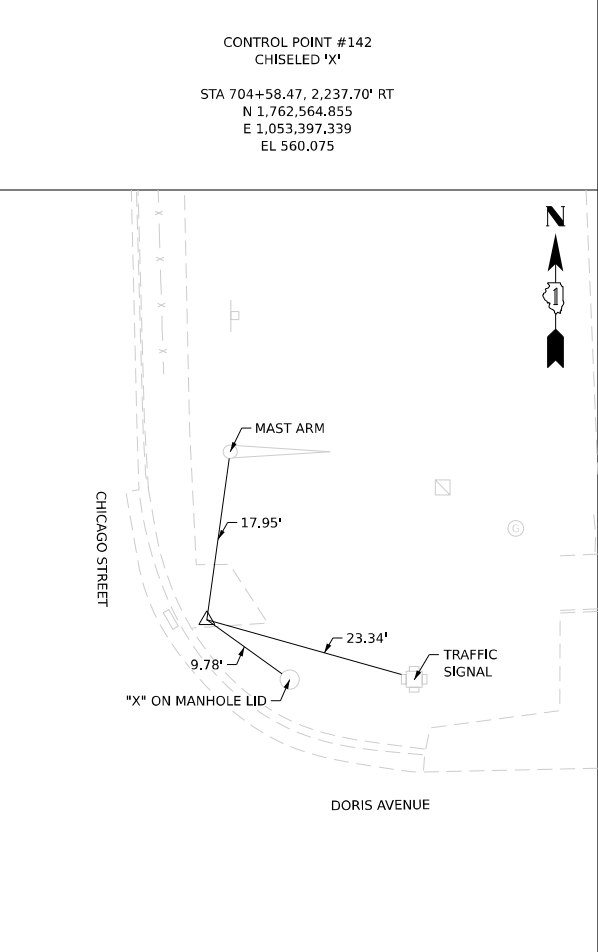 CONTROL POINT #142
CHISELED 'X'
STA 704+58.47, 2,237.70' RT
N 1,762,564.855
E 1,053,397.339
EL 560.075
N
1
MAST ARM
CHICAGO STREET
17.95'
G
23.34'
9.78'
TRAFFIC
SIGNAL
"X" ON MANHOLE LID
DORIS AVENUE